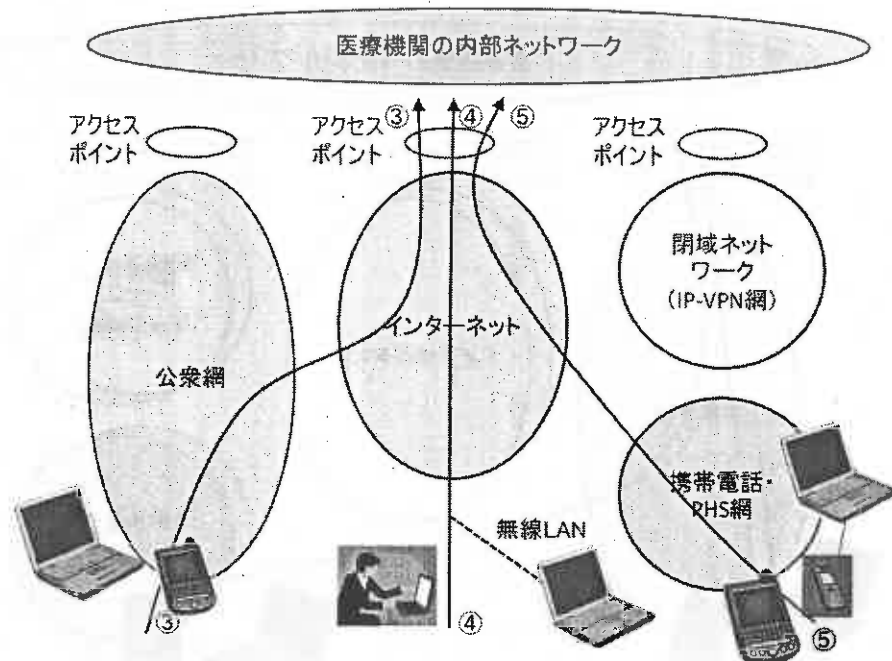 医療機関の内部ネットワーク
③ ④ ⑤
アクセス
ポイント
アクセス
ポイント
アクセス
ポイント
閉域ネット
ワーク
(IP-VPN網)
インターネット
公衆網
携帯電話・
PHS網
無線LAN
③
④
⑤